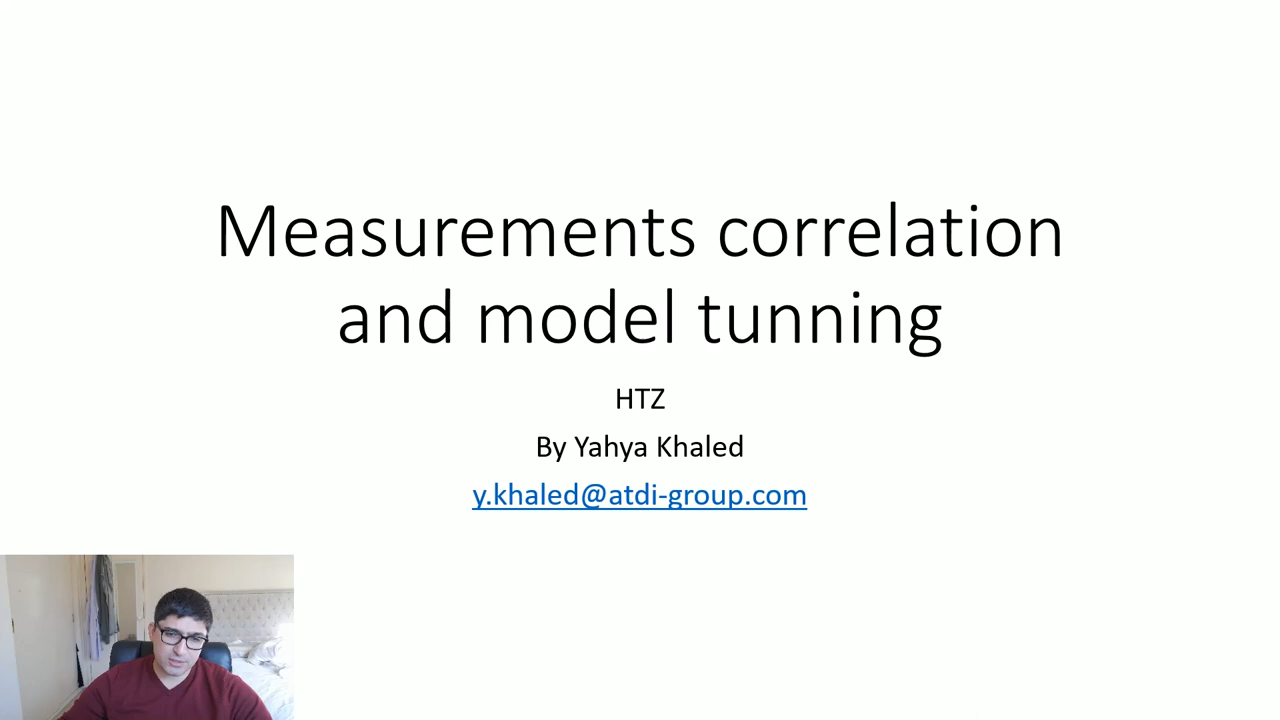 Measurements correlation
and model tunning
HTZ
By Yahya Khaled
y.khaled@atdi-group.com